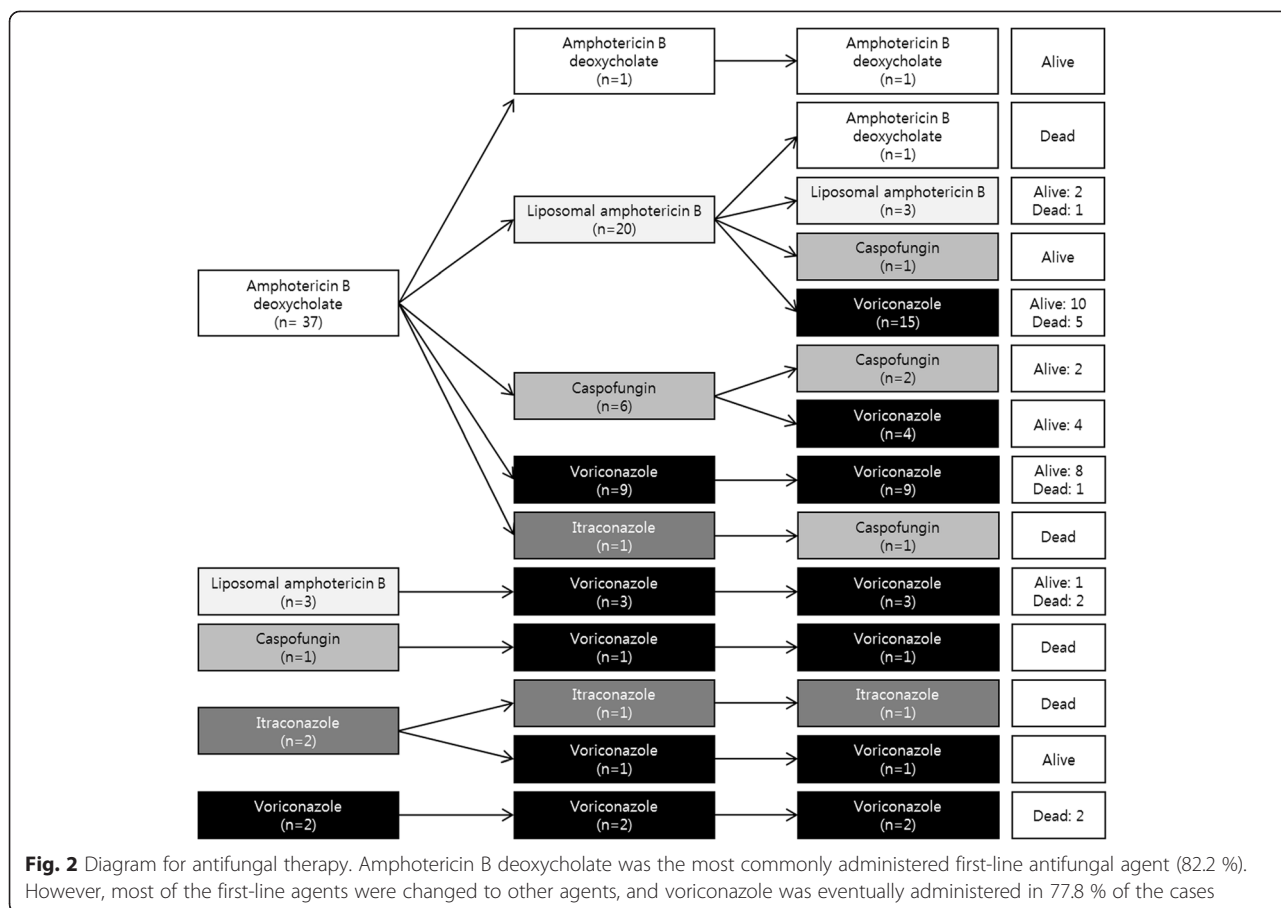 Amphotericin B
deoxycholate
(n=1)
Amphotericin B
deoxycholate
(n=1)
Alive
Amphotericin B
deoxycholate
(n=1)
Dead
Liposomal amphotericin B
(n=20)
Liposomal amphotericin B
(n=3)
Alive: 2
Dead: 1
Caspofungin
(n=1)
Alive
Amphotericin B
deoxycholate
(n= 37)
Voriconazole
(n=15)
Alive: 10
Dead: 5
Caspofungin
(n=6)
Caspofungin
(n=2)
Alive: 2
Voriconazole
(n=4)
Alive: 4
Voriconazole
(n=9)
Voriconazole
(n=9)
Alive: 8
Dead: 1
Itraconazole
(n=1)
Caspofungin
(n=1)
Dead
Liposomal amphotericin B
(n=3)
Voriconazole
(n=3)
Voriconazole
(n=3)
Alive: 1
Dead: 2
Caspofungin
(n=1)
Voriconazole
(n=1)
Voriconazole
(n=1)
Dead
Itraconazole
(n=2)
Itraconazole
(n=1)
Itraconazole
(n=1)
Dead
Voriconazole
(n=1)
Voriconazole
(n=1)
Alive
Voriconazole
(n=2)
Voriconazole
(n=2)
Voriconazole
(n=2)
Dead: 2
Fig. 2 Diagram for antifungal therapy. Amphotericin B deoxycholate was the most commonly administered first-line antifungal agent (82.2 %).
However, most of the first-line agents were changed to other agents, and voriconazole was eventually administered in 77.8 % of the cases